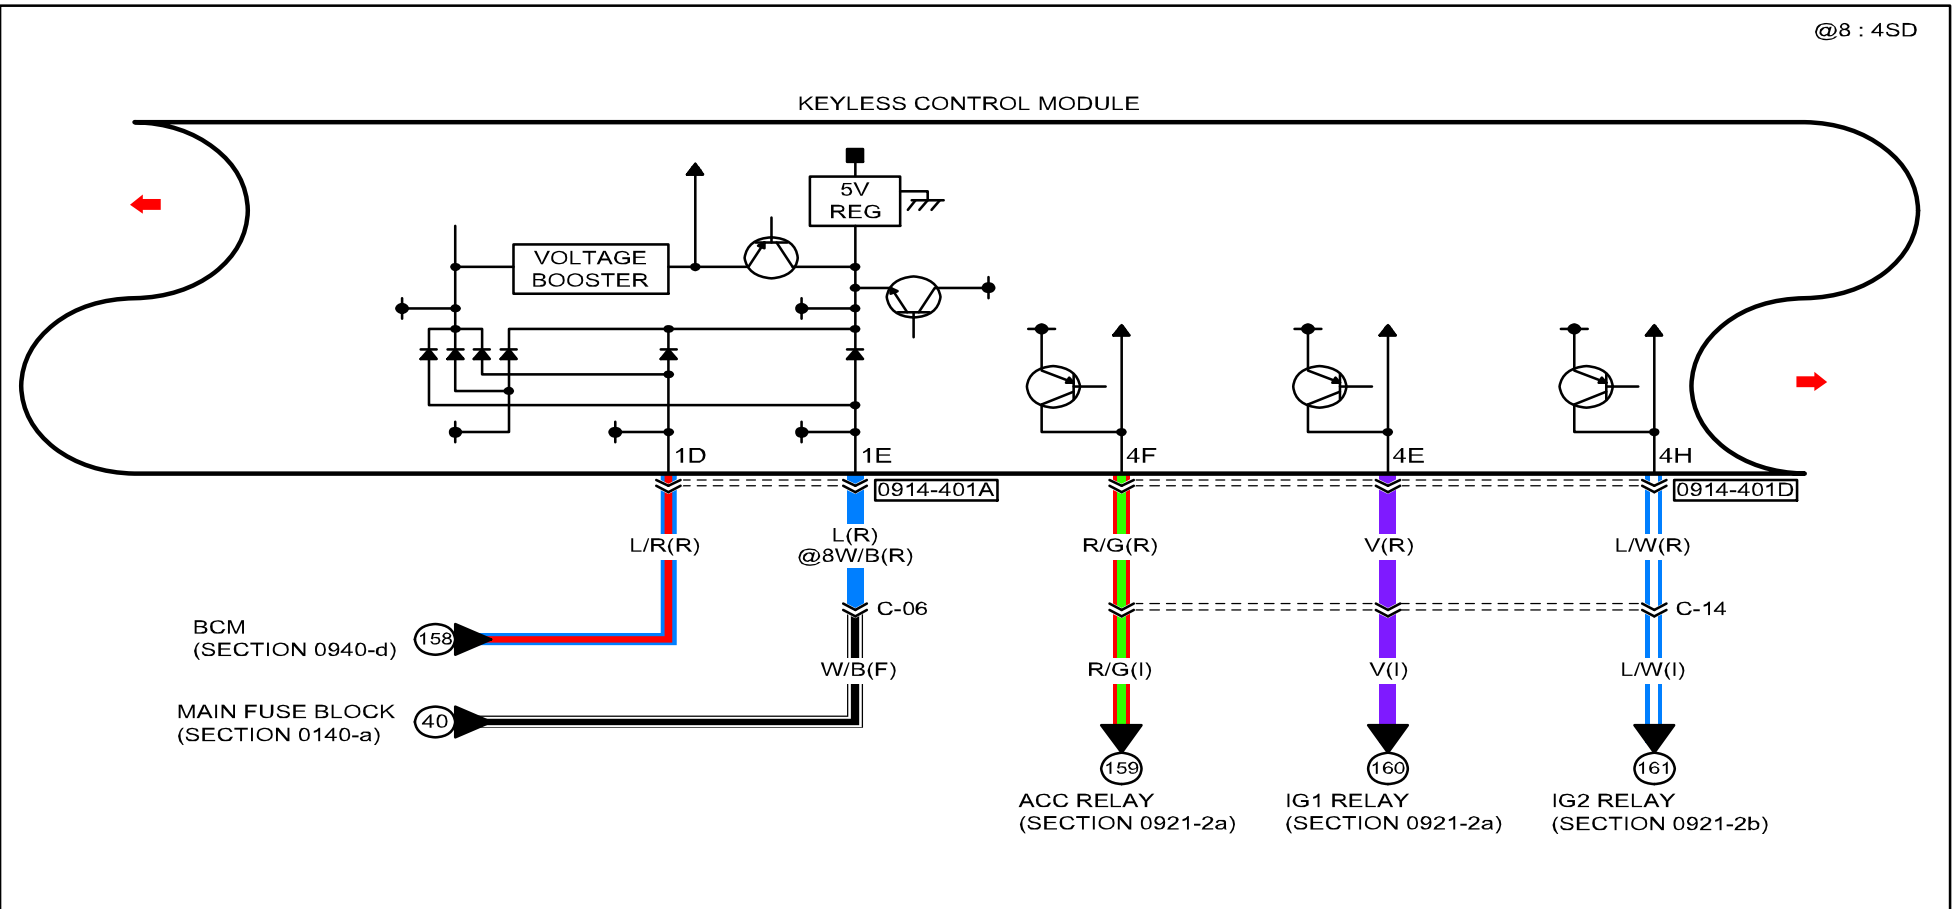 @8 : 4SD
KEYLESS CONTROL MODULE
5V
REG
VOLTAGE
BOOSTER
1D
1E
4F
4E
4H
0914-401A
0914-401D
L/R(R)
L(R)
@8W/B(R)
R/G(R)
V(R)
L/W(R)
C-06
C-14
BCM
(SECTION 0940-d)
158
W/B(F)
R/G(I)
V(I)
L/W(I)
MAIN FUSE BLOCK
(SECTION 0140-a)
40
159
160
161
ACC RELAY
(SECTION 0921-2a)
IG1 RELAY
(SECTION 0921-2a)
IG2 RELAY
(SECTION 0921-2b)